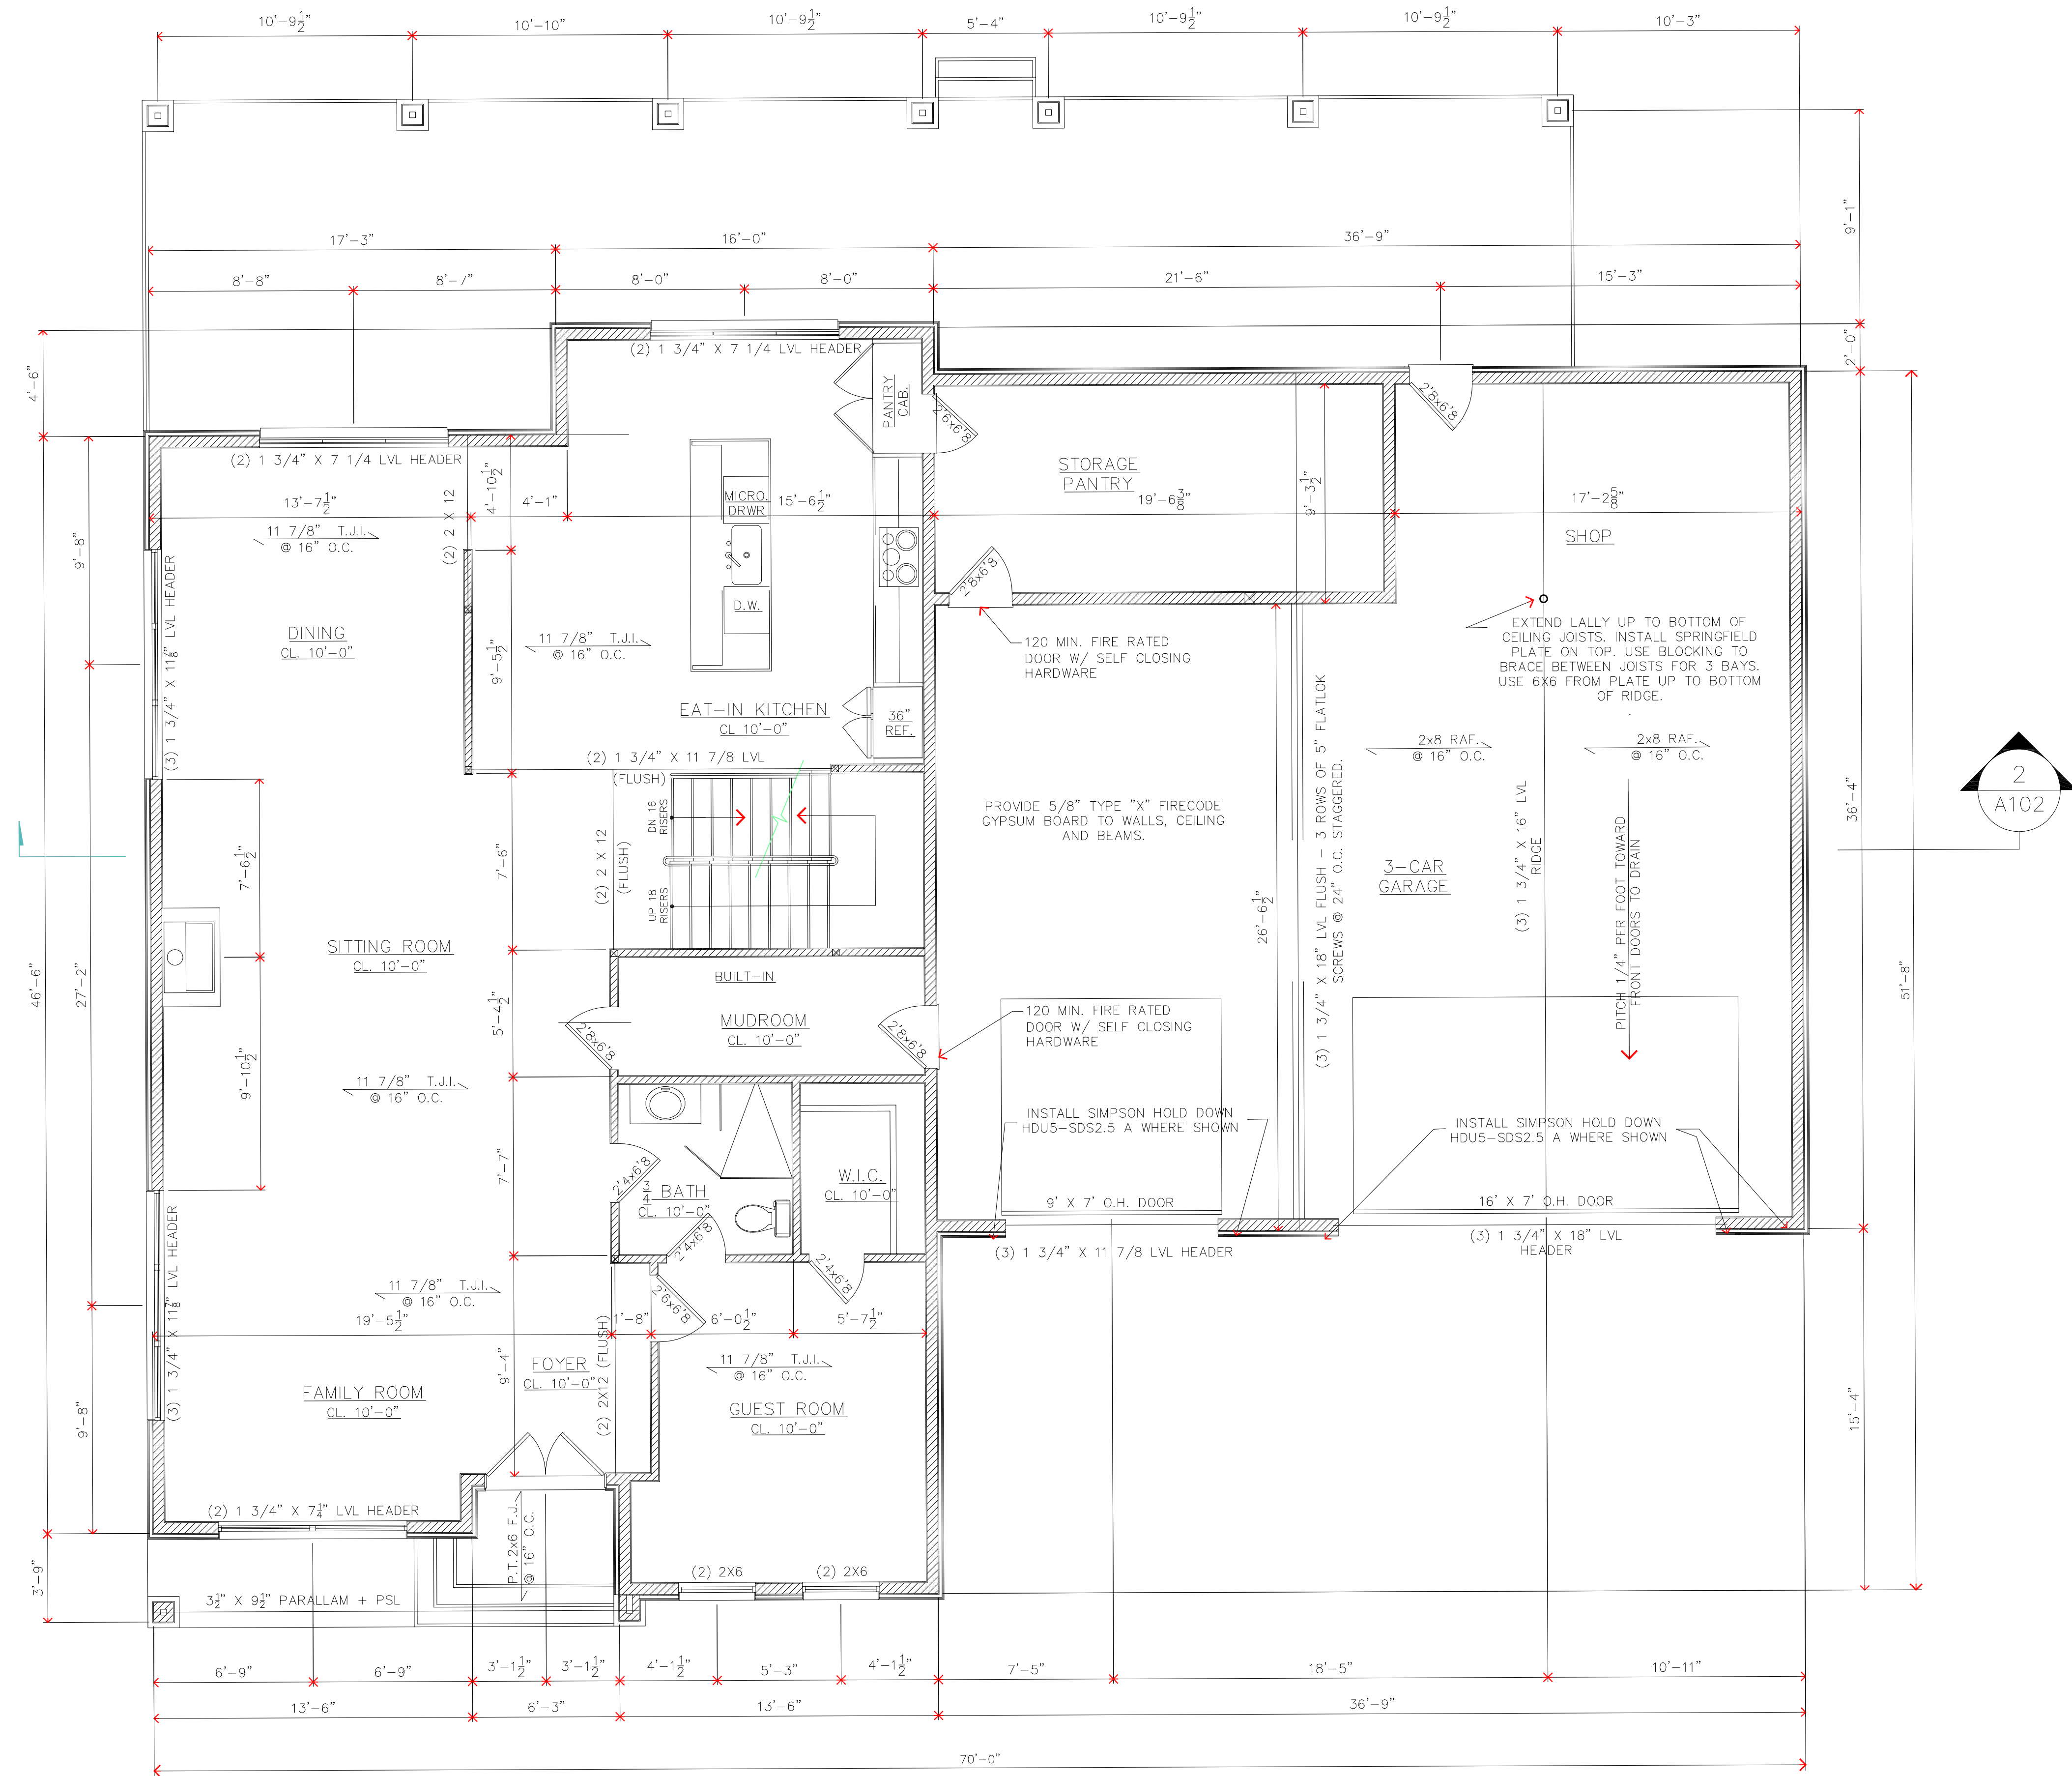 10'-9½"
10'-10"
10'-9½"
5'-4"
10'-9½"
10'-9½"
10'-3"
9'-1"
17'-3"
16'-0"
36'-9"
8'-8"
8'-7"
8'-0"
8'-0"
21'-6"
15'-3"
2'-0"
4'-6"
(2) 1 3/4" X 7 1/4 LVL HEADER
PANTRY
CAB.
2'6x6'8
2'8x6'8
(2) 1 3/4" X 7 1/4 LVL HEADER
STORAGE
PANTRY
13'-7½"
(2) 2 X 12
4'-10½"
4'-1"
MICRO.
DRWR
15'-6½"
19'-6⅜"
9'-3½"
17'-2⅝"
11 7/8" T.J.I.
@ 16" O.C.
SHOP
9'-8"
(3) 1 3/4" X 11⅞" LVL HEADER
2'8x6'8
D.W.
DINING
CL. 10'-0"
11 7/8" T.J.I.
@ 16" O.C.
9'-5½"
120 MIN. FIRE RATED
DOOR W/ SELF CLOSING
HARDWARE
EXTEND LALLY UP TO BOTTOM OF
CEILING JOISTS. INSTALL SPRINGFIELD
PLATE ON TOP. USE BLOCKING TO
BRACE BETWEEN JOISTS FOR 3 BAYS.
USE 6X6 FROM PLATE UP TO BOTTOM
OF RIDGE.
EAT-IN KITCHEN
CL 10'-0"
36"
REF.
2x8 RAF.
@ 16" O.C.
2x8 RAF.
@ 16" O.C.
(2) 1 3/4" X 11 7/8 LVL
(FLUSH)
2
A102
36'-4"
DN 16
RISERS
PROVIDE 5/8" TYPE "X" FIRECODE
GYPSUM BOARD TO WALLS, CEILING
AND BEAMS.
(3) 1 3/4" X 18" LVL FLUSH - 3 ROWS OF 5" FLATLOK
SCREWS @ 24" O.C. STAGGERED.
(3) 1 3/4" X 16" LVL
RIDGE
PITCH 1/4" PER FOOT TOWARD
FRONT DOORS TO DRAIN
3-CAR
GARAGE
7'-6½"
7'-6"
(2) 2 X 12
(FLUSH)
UP 18
RISERS
26'-6½"
SITTING ROOM
CL. 10'-0"
46'-6"
27'-2"
51'-8"
BUILT-IN
5'-4½"
MUDROOM
CL. 10'-0"
2'8x6'8
2'8x6'8
120 MIN. FIRE RATED
DOOR W/ SELF CLOSING
HARDWARE
9'-10½"
11 7/8" T.J.I.
@ 16" O.C.
INSTALL SIMPSON HOLD DOWN
HDU5-SDS2.5 A WHERE SHOWN
INSTALL SIMPSON HOLD DOWN
HDU5-SDS2.5 A WHERE SHOWN
7'-7"
2'4x6'8
¾ BATH
CL. 10'-0"
W.I.C.
CL. 10'-0"
9' X 7' O.H. DOOR
16' X 7' O.H. DOOR
(3) 1 3/4" X 11⅞" LVL HEADER
2'4x6'8
2'4x6'8
(3) 1 3/4" X 11 7/8 LVL HEADER
(3) 1 3/4" X 18" LVL
HEADER
11 7/8" T.J.I.
@ 16" O.C.
2'6x6'8
19'-5½"
1'-8"
6'-0½"
5'-7½"
9'-4"
(2) 2X12 (FLUSH)
FOYER
CL. 10'-0"
11 7/8" T.J.I.
@ 16" O.C.
FAMILY ROOM
CL. 10'-0"
GUEST ROOM
CL. 10'-0"
9'-8"
15'-4"
(2) 1 3/4" X 7¼" LVL HEADER
P.T. 2x6 F.J.
@ 16" O.C.
3'-9"
(2) 2X6
(2) 2X6
3½" X 9½" PARALLAM + PSL
6'-9"
6'-9"
3'-1½"
3'-1½"
4'-1½"
5'-3"
4'-1½"
7'-5"
18'-5"
10'-11"
13'-6"
6'-3"
13'-6"
36'-9"
70'-0"